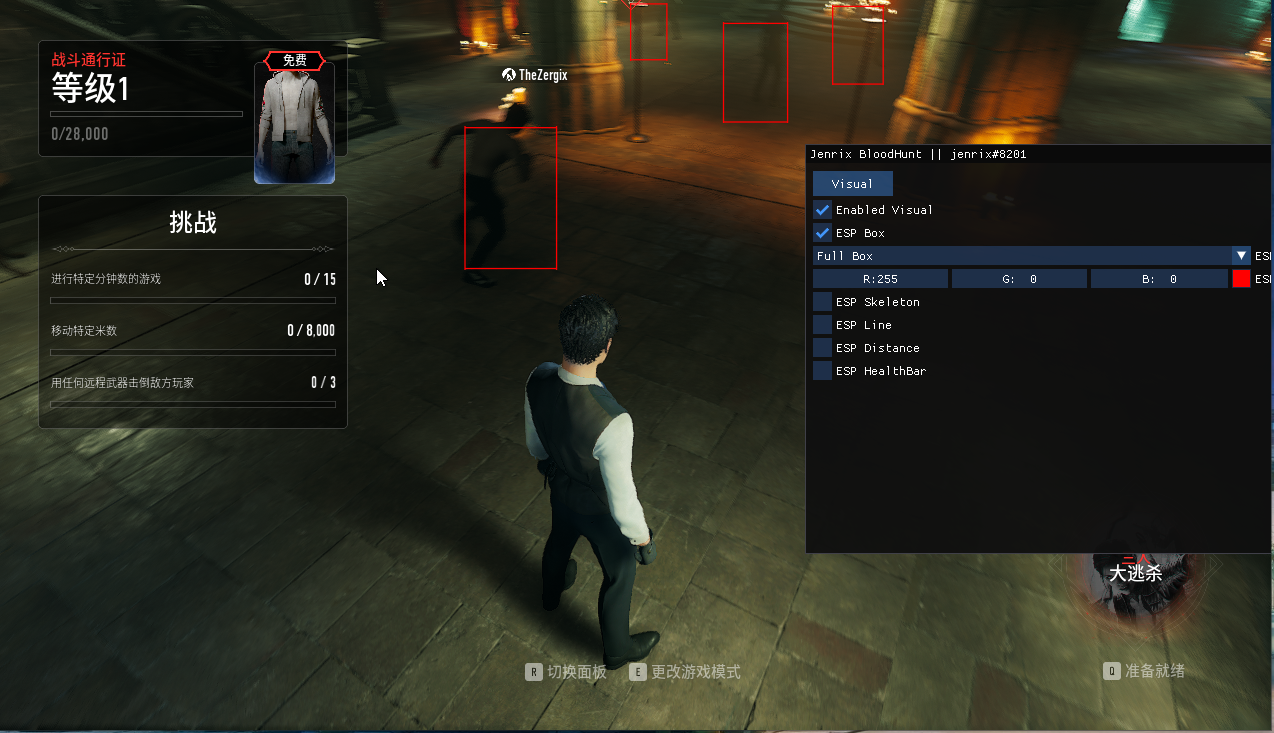 战斗通行证
免费
等级1
0/28,000
TheZergix
挑战
进行特定分钟数的游戏 0/15
移动特定米数 0/8,000
用任何远程武器击倒敌方玩家 0/3
Jenrix BloodHunt || jenrix#8201
Visual
Enabled Visual
ESP Box
Full Box
R:255 G: 0 B: 0
ESP Skeleton
ESP Line
ESP Distance
ESP HealthBar
大逃杀
R 切换面板 E 更改游戏模式
Q 准备就绪